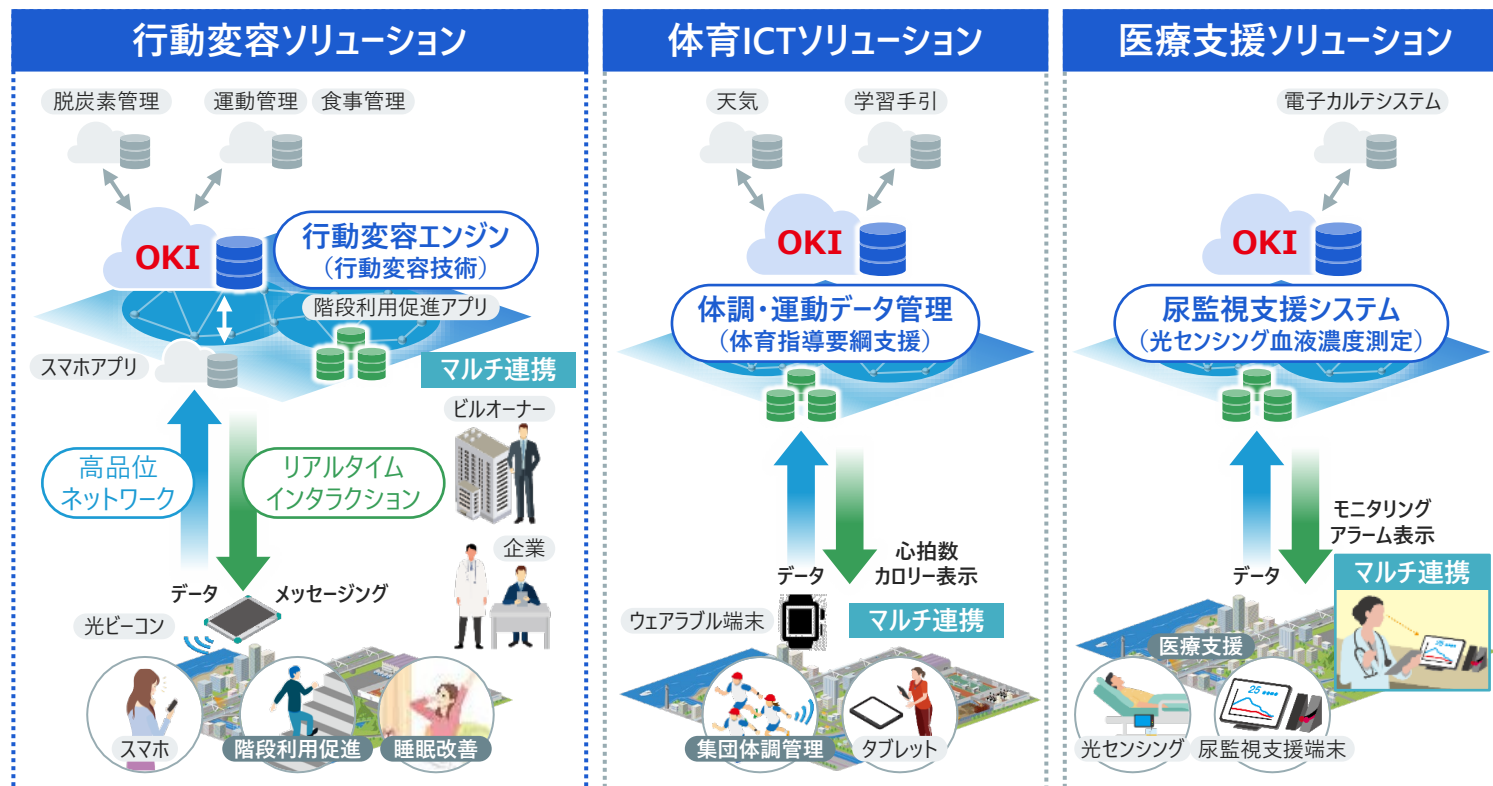 行動変容ソリューション
脱炭素管理
運動管理
食事管理
OKI
行動変容エンジン
（行動変容技術）
階段利用促進アプリ
スマホアプリ
マルチ連携
ビルオーナー
高品位
ネットワーク
リアルタイム
インタラクション
企業
データ
メッセージング
光ビーコン
スマホ
階段利用促進
睡眠改善
体育ICTソリューション
天気
学習手引
OKI
体調・運動データ管理
（体育指導要綱支援）
データ
心拍数
カロリー表示
ウェアラブル端末
マルチ連携
集団体調管理
タブレット
医療支援ソリューション
電子カルテシステム
OKI
尿監視支援システム
（光センシング血液濃度測定）
モニタリング
アラーム表示
データ
マルチ連携
医療支援
25
光センシング
尿監視支援端末